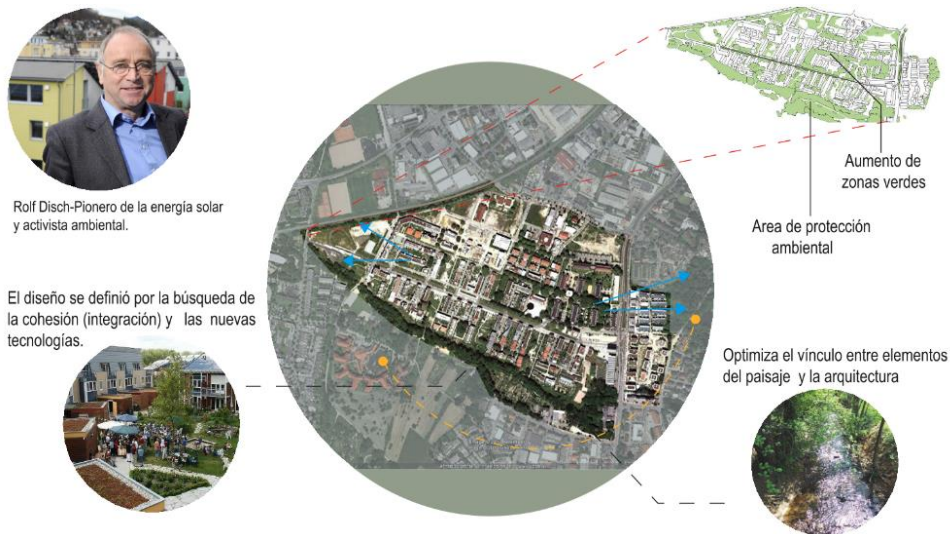 Rolf Disch-Pionero de la energía solar
y activista ambiental.
El diseño se definió por la búsqueda de
la cohesión (integración) y las nuevas
tecnologías.
Aumento de
zonas verdes
Area de protección
ambiental
Optimiza el vínculo entre elementos
del paisaje y la arquitectura